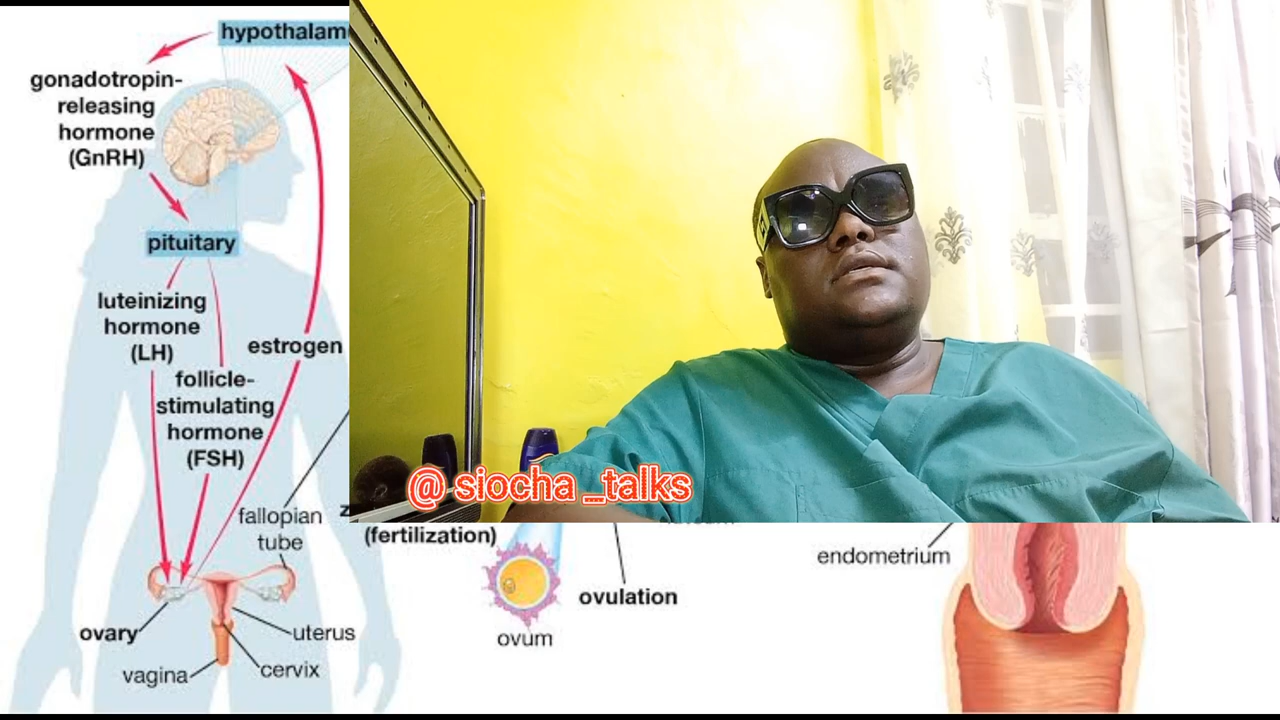 hypothalam
gonadotropin-
releasing
hormone
(GnRH)
pituitary
luteinizing
hormone
(LH)
estrogen
follicle-
stimulating
hormone
(FSH)
fallopian
tube
(fertilization)
ovulation
ovum
endometrium
ovary
uterus
vagina
cervix
@ siocha _talks